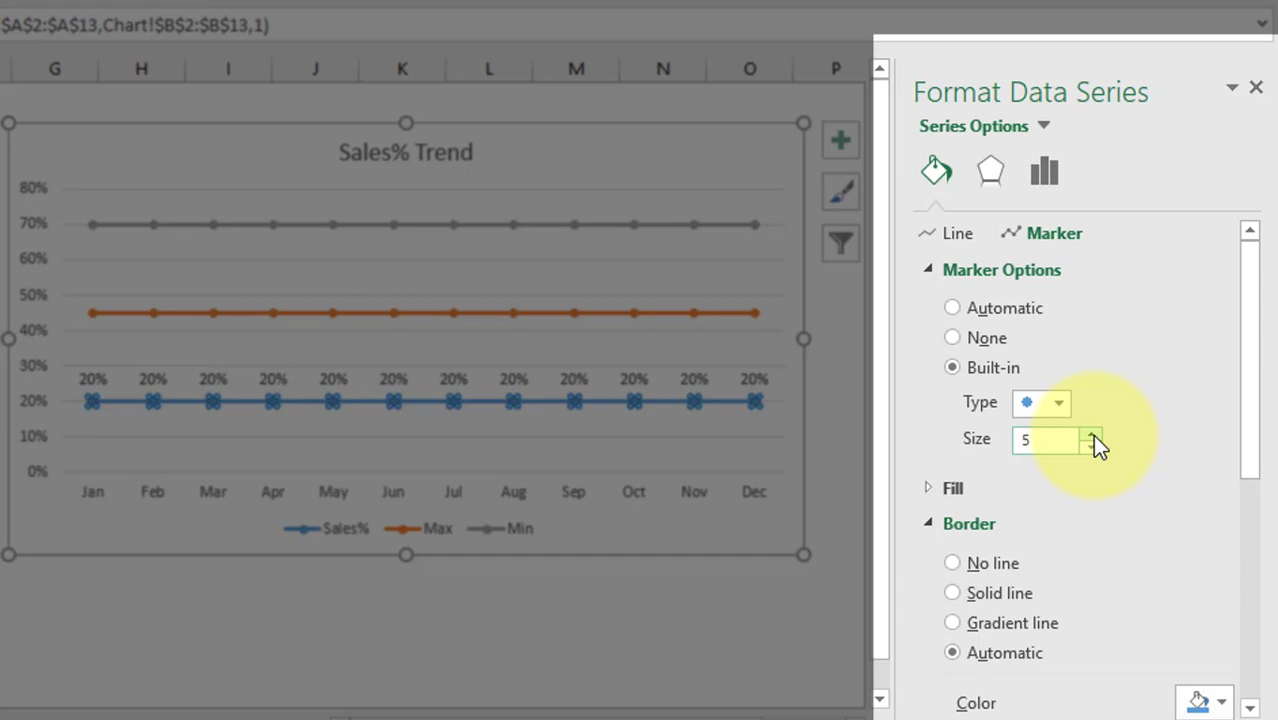 $A$2:$A$13,Chart!$B$2:$B$13,1)
G H I J K L M N O P
Sales% Trend
80%
70%
60%
50%
40%
30%
20% 20% 20% 20% 20% 20% 20% 20% 20% 20% 20% 20%
20%
10%
0%
Jan Feb Mar Apr May Jun Jul Aug Sep Oct Nov Dec
Sales% Max Min
Format Data Series
Series Options
Line Marker
Marker Options
Automatic
None
Built-in
Type
Size 5
Fill
Border
No line
Solid line
Gradient line
Automatic
Color